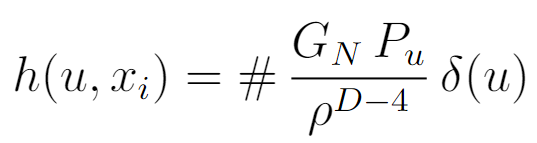 h(u, x_i) = # \frac{G_N P_u}{\rho^{D-4}} \delta(u)